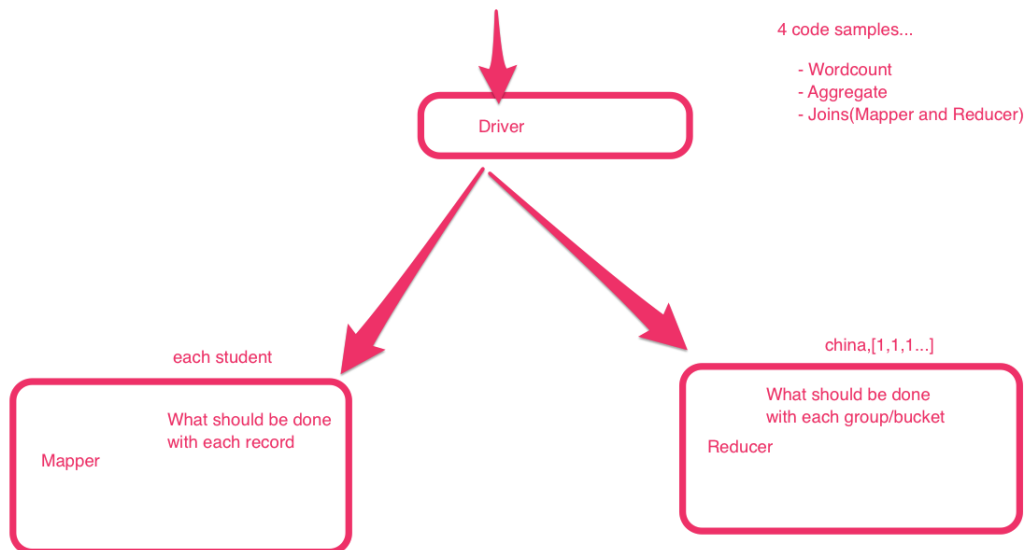 4 code samples...
- Wordcount
- Aggregate
- Joins(Mapper and Reducer)
Driver
each student
What should be done
with each record
Mapper
china,[1,1,1...]
What should be done
with each group/bucket
Reducer